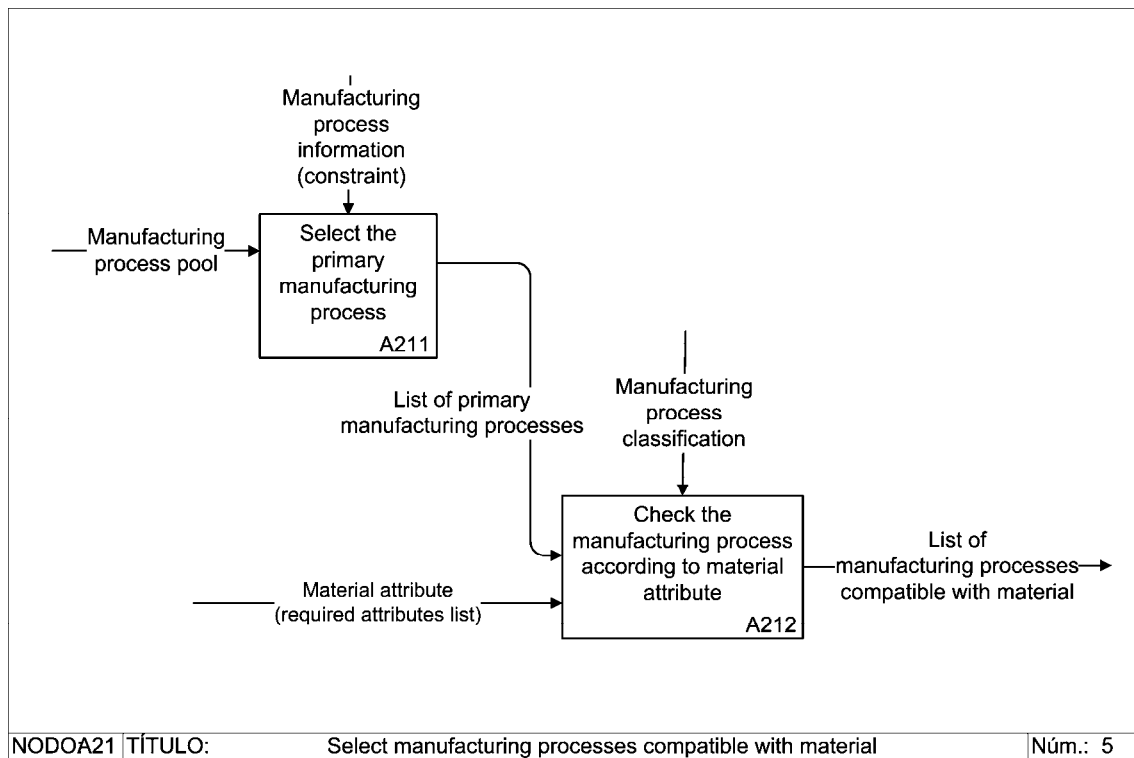 Manufacturing
process
information
(constraint)
Manufacturing
process pool
Select the
primary
manufacturing
process
A211
List of primary
manufacturing processes
Manufacturing
process
classification
Check the
manufacturing process
according to material
attribute
A212
Material attribute
(required attributes list)
List of
manufacturing processes
compatible with material
NODOA21 TÍTULO: Select manufacturing processes compatible with material Núm.: 5